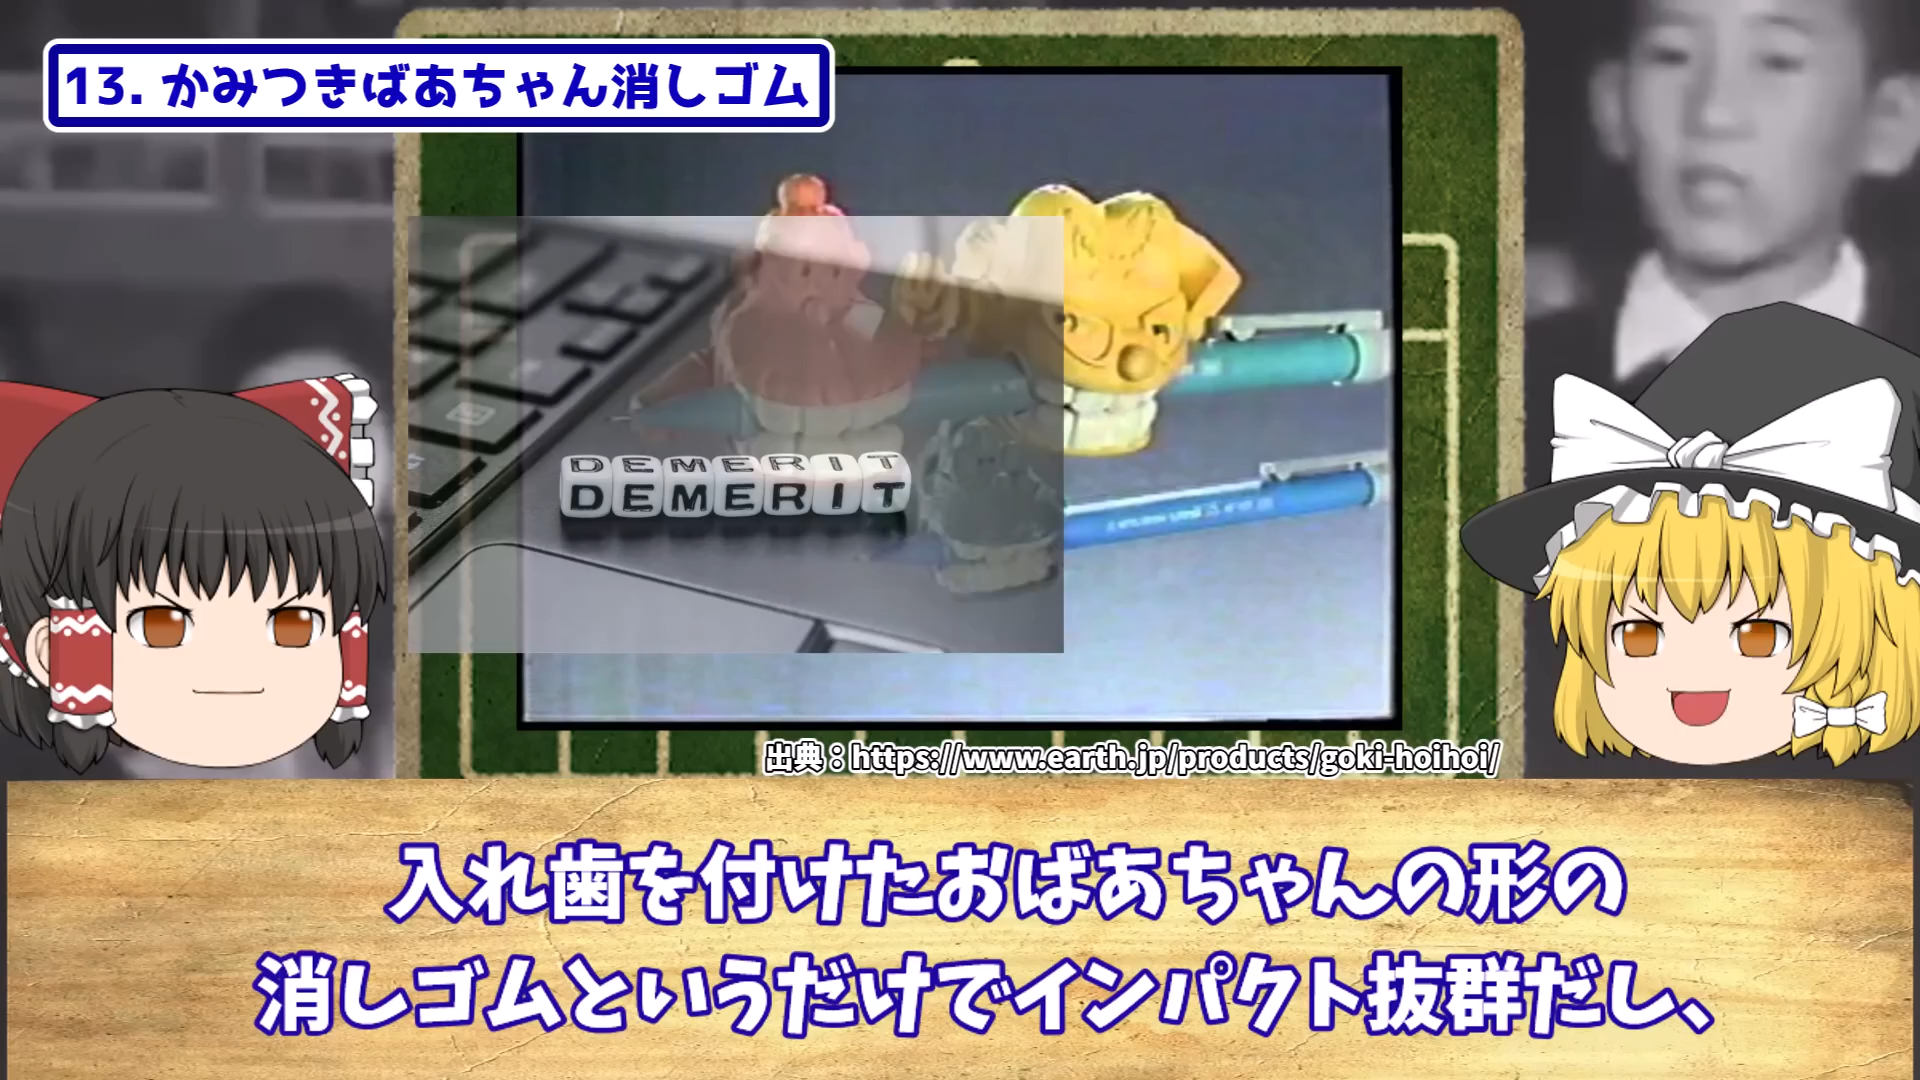 13. かみつきばあちゃん消しゴム
DEMERIT
DEMERIT
出典：https://www.earth.jp/products/goki-hoihoi/
入れ歯を付けたおばあちゃんの形の
消しゴムというだけでインパクト抜群だし、